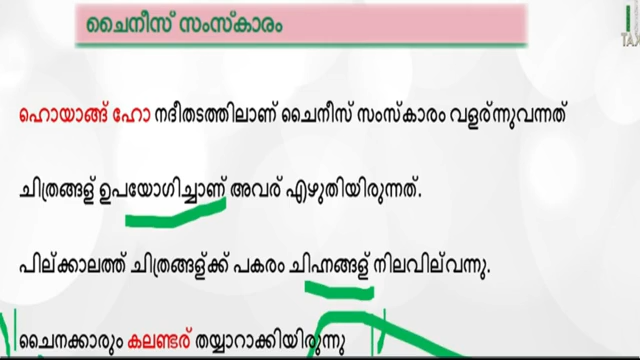 ചൈനീസ് സംസ്കാരം
TAX
ഹൊയാങ്ങ് ഹോ നദീതടത്തിലാണ് ചൈനീസ് സംസ്കാരം വളര്ന്നുവന്നത്
ചിത്രങ്ങള് ഉപയോഗിച്ചാണ് അവര് എഴുതിയിരുന്നത്.
പില്ക്കാലത്ത് ചിത്രങ്ങള്ക്ക് പകരം ചിഹ്നങ്ങള് നിലവില്വന്നു.
ചൈനക്കാരും കലണ്ടര് തയ്യാറാക്കിയിരുന്നു